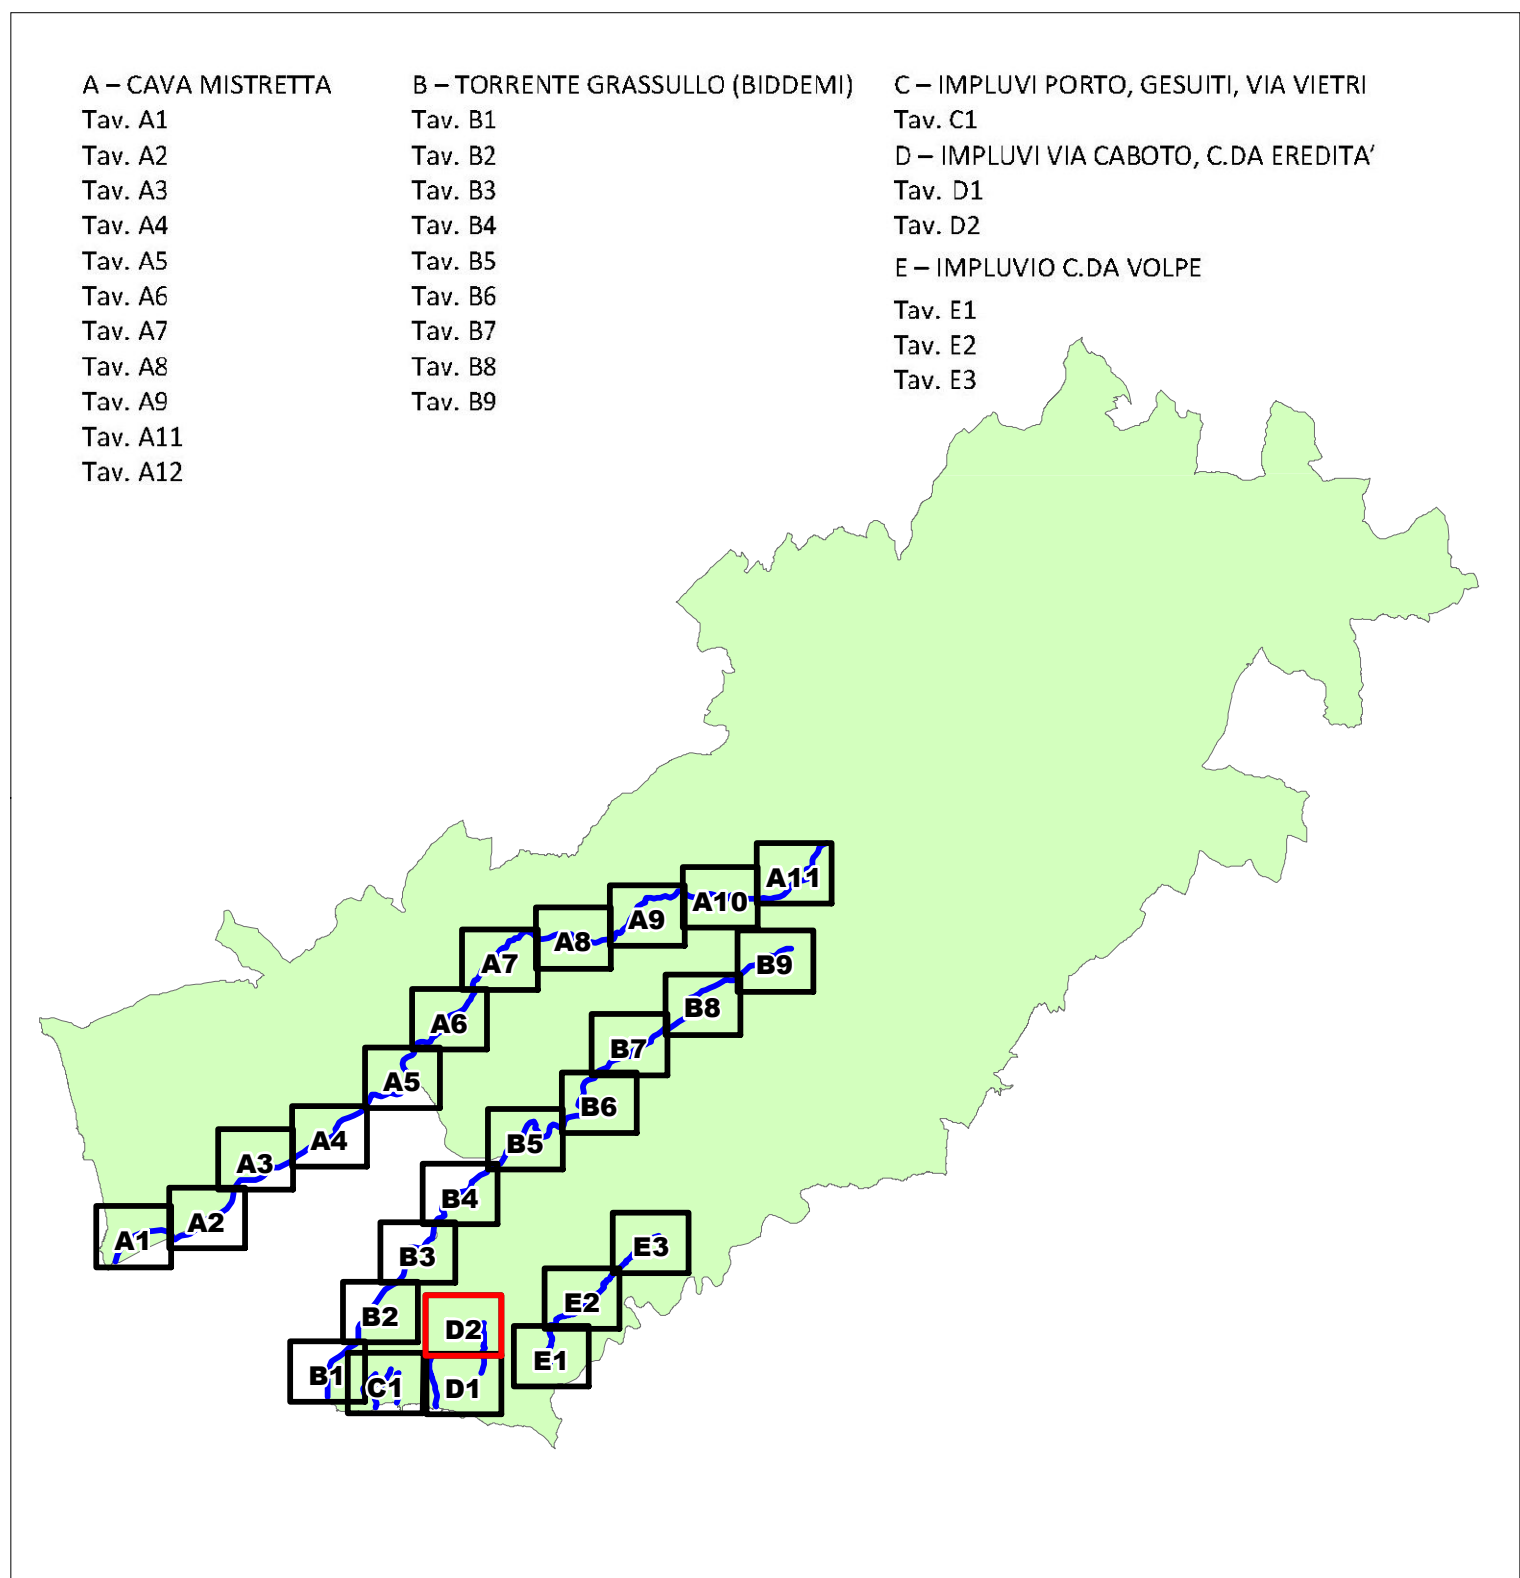 A – CAVA MISTRETTA
Tav. A1
Tav. A2
Tav. A3
Tav. A4
Tav. A5
Tav. A6
Tav. A7
Tav. A8
Tav. A9
Tav. A11
Tav. A12
B – TORRENTE GRASSULLO (BIDDEMI)
Tav. B1
Tav. B2
Tav. B3
Tav. B4
Tav. B5
Tav. B6
Tav. B7
Tav. B8
Tav. B9
C – IMPLUVI PORTO, GESUITI, VIA VIETRI
Tav. C1
D – IMPLUVI VIA CABOTO, C.DA EREDITA’
Tav. D1
Tav. D2
E – IMPLUVIO C.DA VOLPE
Tav. E1
Tav. E2
Tav. E3
A11
A10
A9
A8
A7
B9
B8
A6
B7
A5
B6
A4
B5
A3
B4
A2
A1
B3
E3
E2
B2
D2
E1
B1
C1
D1